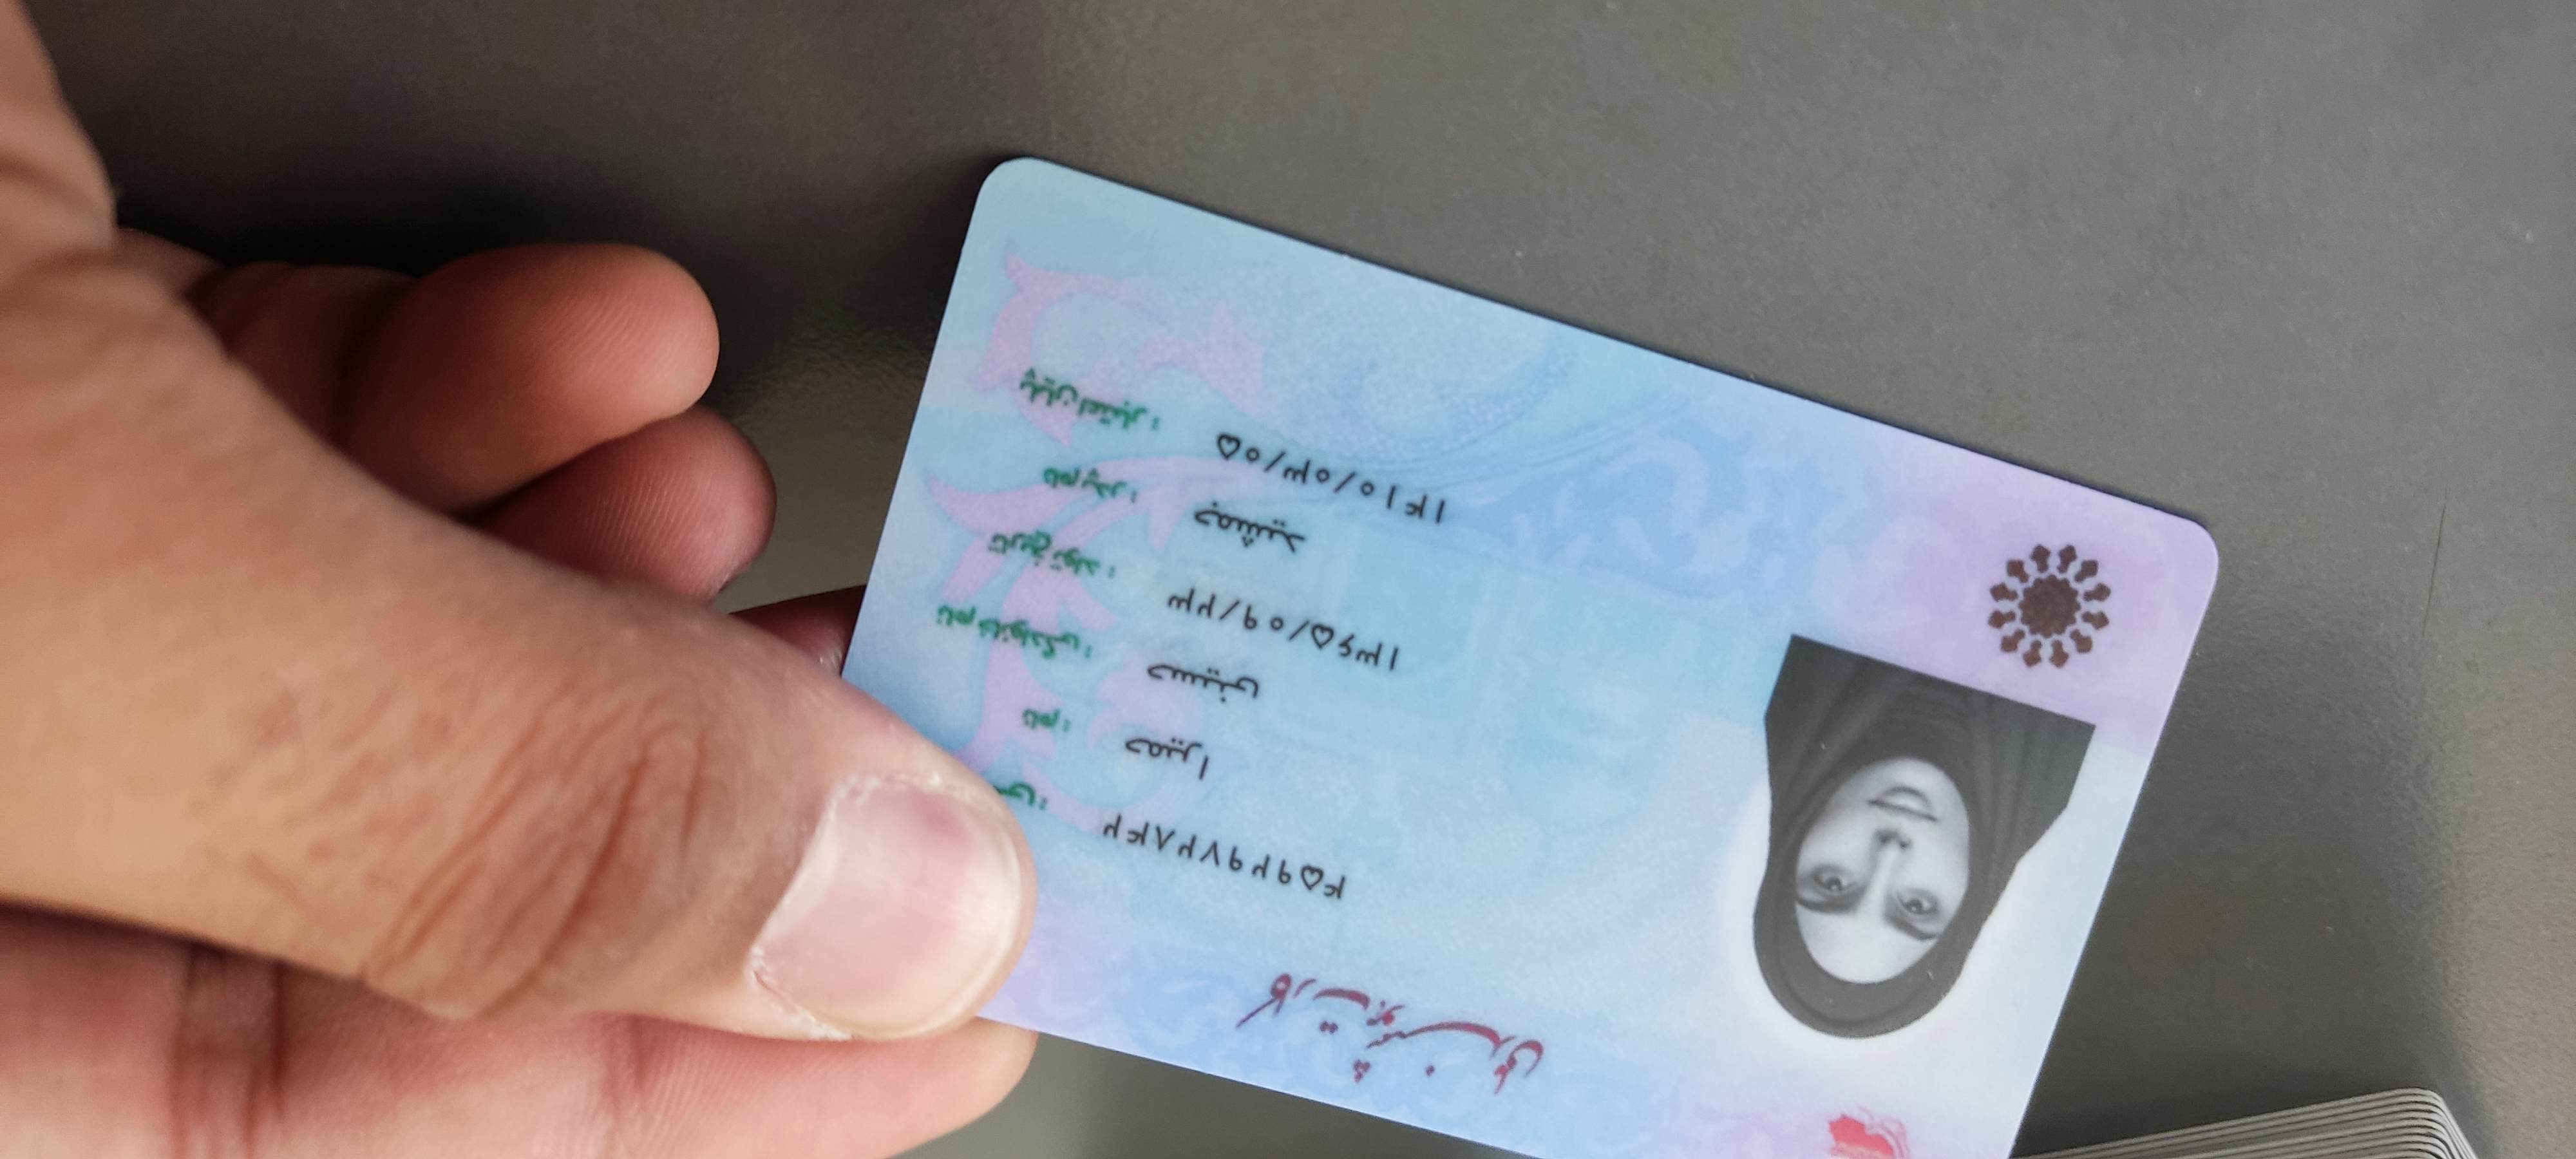 کارت هوشمند ملی
۴۵۹۲۹۷۲۸۴۲
نام: حمیرا
نام خانوادگی: حسینی
تاریخ تولد: ۱۳۶۵/۰۹/۲۳
نام پدر: جمشید
پایان اعتبار: ۱۴۱۰/۰۳/۰۵